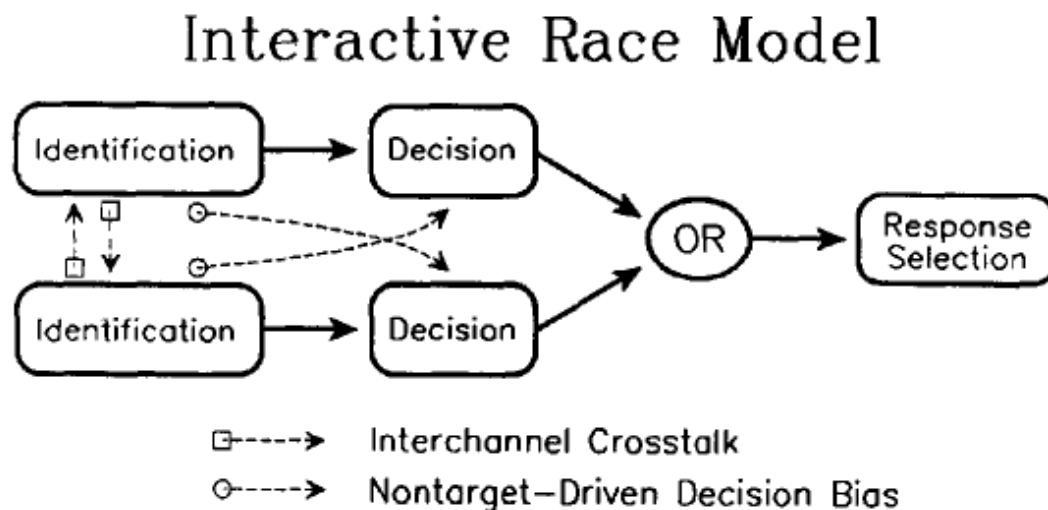 Interactive Race Model
Identification
Decision
OR
Response
Selection
Identification
Decision
Interchannel Crosstalk
Nontarget-Driven Decision Bias